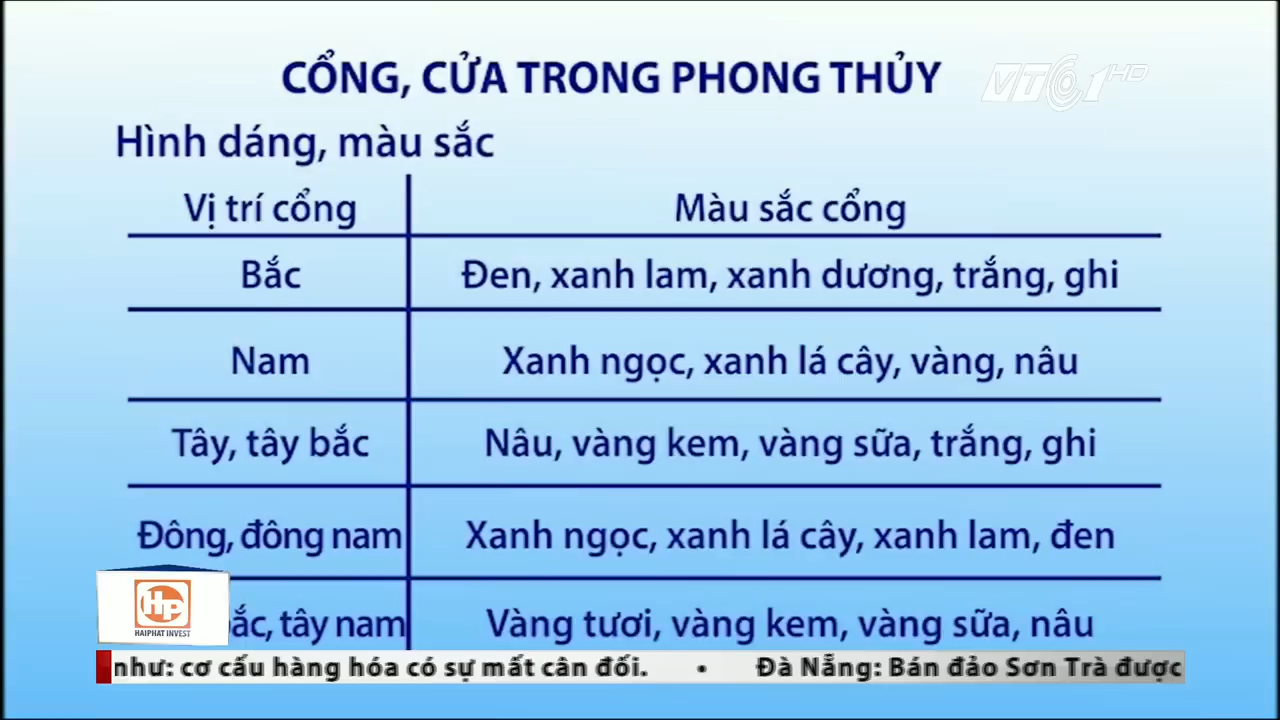 CỔNG, CỬA TRONG PHONG THỦY
VTC1 HD
Hình dáng, màu sắc
Vị trí cổng Màu sắc cổng
Bắc Đen, xanh lam, xanh dương, trắng, ghi
Nam Xanh ngọc, xanh lá cây, vàng, nâu
Tây, tây bắc Nâu, vàng kem, vàng sữa, trắng, ghi
Đông, đông nam Xanh ngọc, xanh lá cây, xanh lam, đen
tây nam Vàng tươi, vàng kem, vàng sữa, nâu
HP
HAIPHAT INVEST
như: cơ cấu hàng hóa có sự mất cân đối. • Đà Nẵng: Bán đảo Sơn Trà được